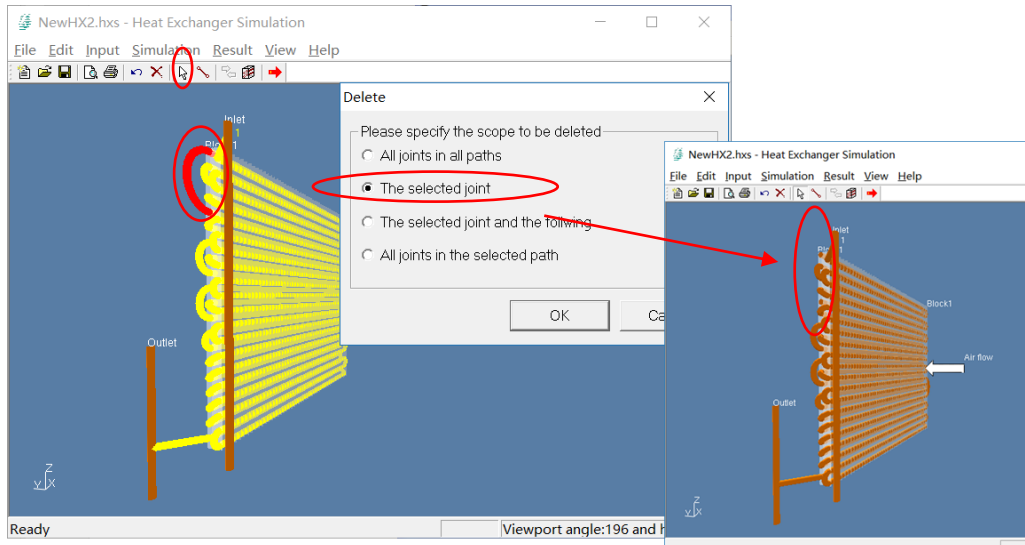 NewHX2.hxs - Heat Exchanger Simulation
File Edit Input Simulation Result View Help
Inlet
1
Outlet
Z
Y X
Ready
Viewport angle:196 and h
Delete
Please specify the scope to be deleted
All joints in all paths
The selected joint
The selected joint and the follwing
All joints in the selected path
OK
Ca
NewHX2.hxs - Heat Exchanger Simulation
File Edit Input Simulation Result View Help
1
Block1
Air flow
Outlet
Z
Y X